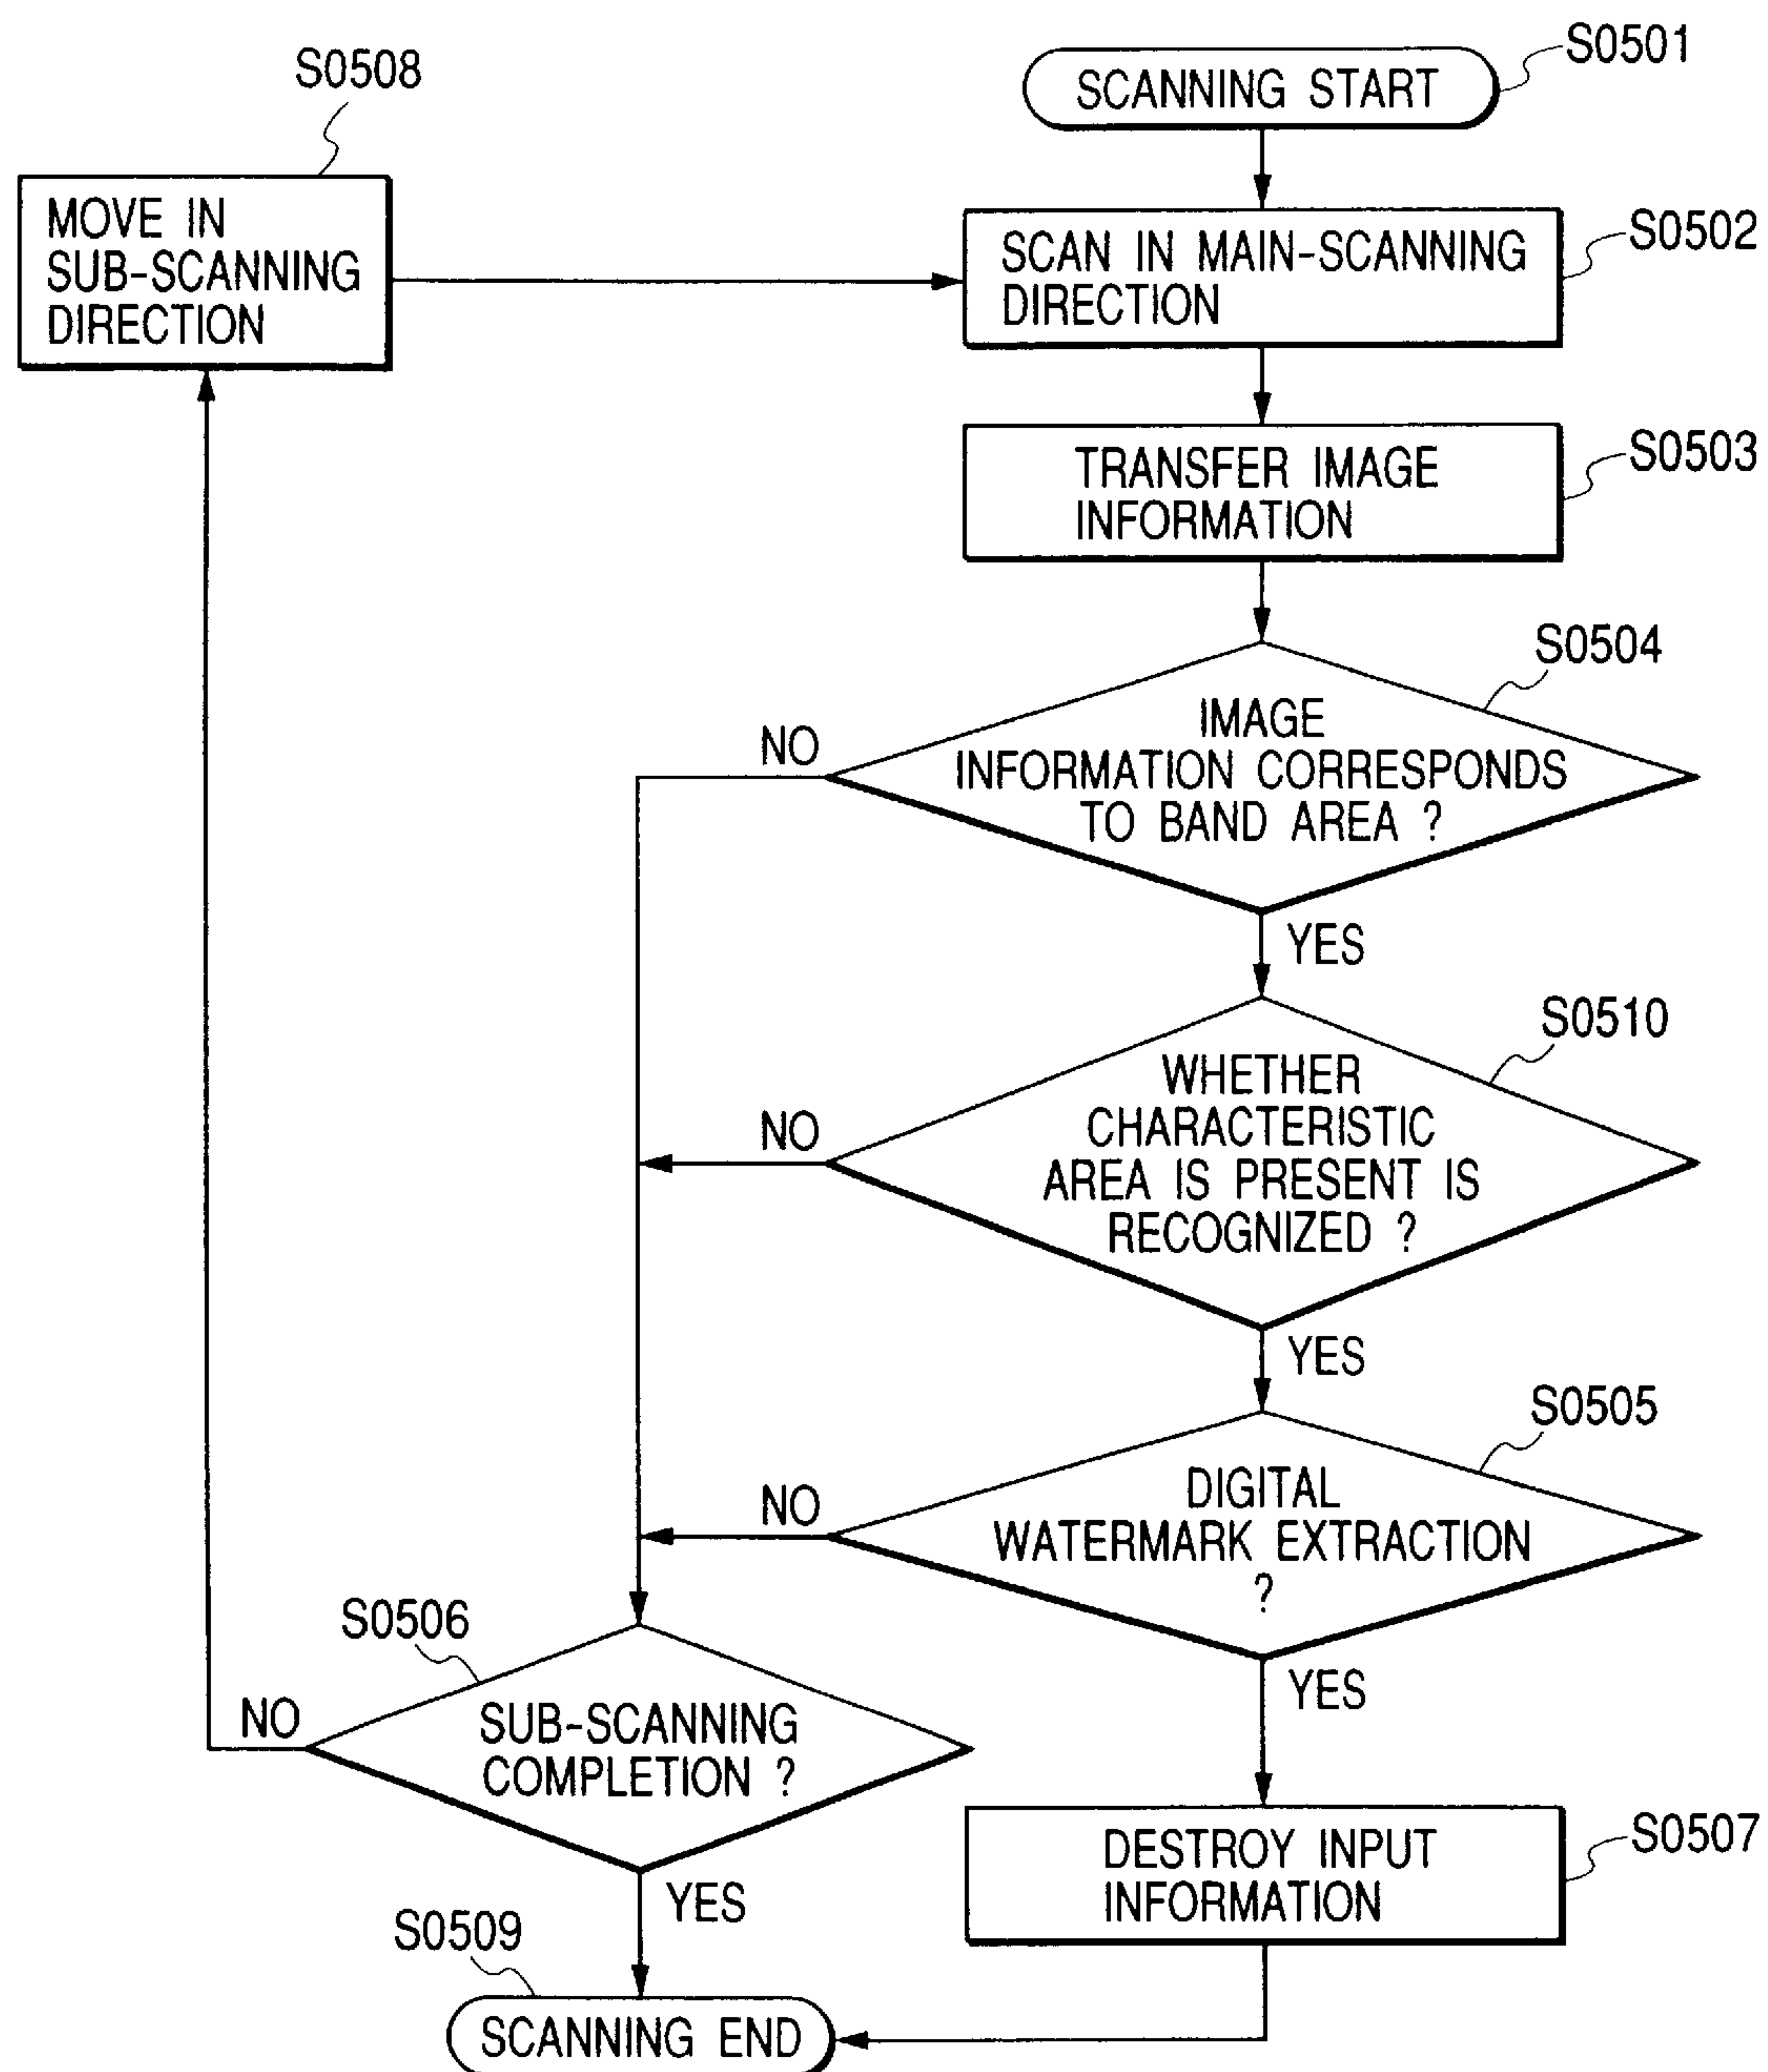 S0501
SCANNING START
S0508
MOVE IN
SUB-SCANNING
DIRECTION
S0502
SCAN IN MAIN-SCANNING
DIRECTION
S0503
TRANSFER IMAGE
INFORMATION
S0504
IMAGE
INFORMATION CORRESPONDS
TO BAND AREA ?
NO
YES
S0510
WHETHER
CHARACTERISTIC
AREA IS PRESENT IS
RECOGNIZED ?
NO
YES
S0505
DIGITAL
WATERMARK EXTRACTION
?
NO
YES
S0506
SUB-SCANNING
COMPLETION ?
NO
YES
S0507
DESTROY INPUT
INFORMATION
S0509
SCANNING END